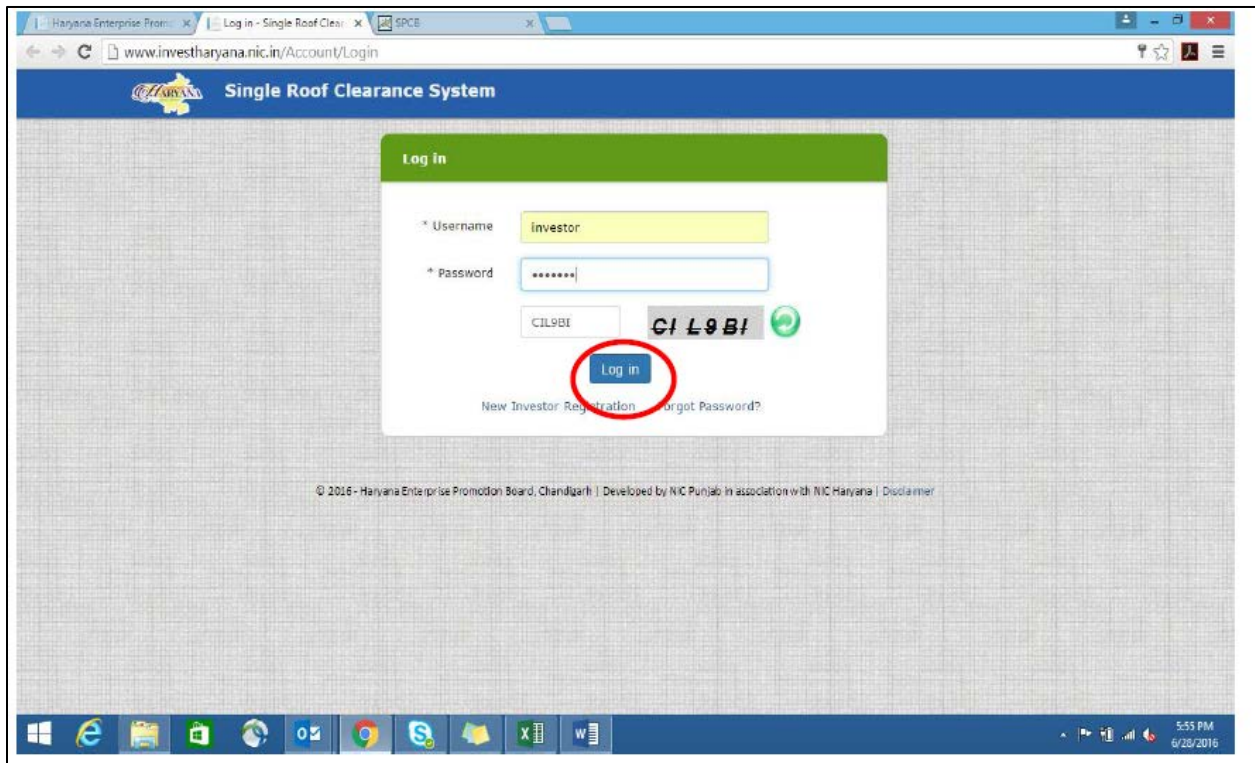 Haryana Enterprise Prom
Log in - Single Roof Clear
SPCB
www.investharyana.nic.in/Account/Login
HARYANA
Single Roof Clearance System
Log in
* Username
investor
* Password
•••••••
CIL9BI
CIL9BI
Log in
New Investor Registration
Forgot Password?
© 2016 - Haryana Enterprise Promotion Board, Chandigarh | Developed by NIC Punjab in association with NIC Haryana | Disclaimer
5:55 PM
6/28/2016